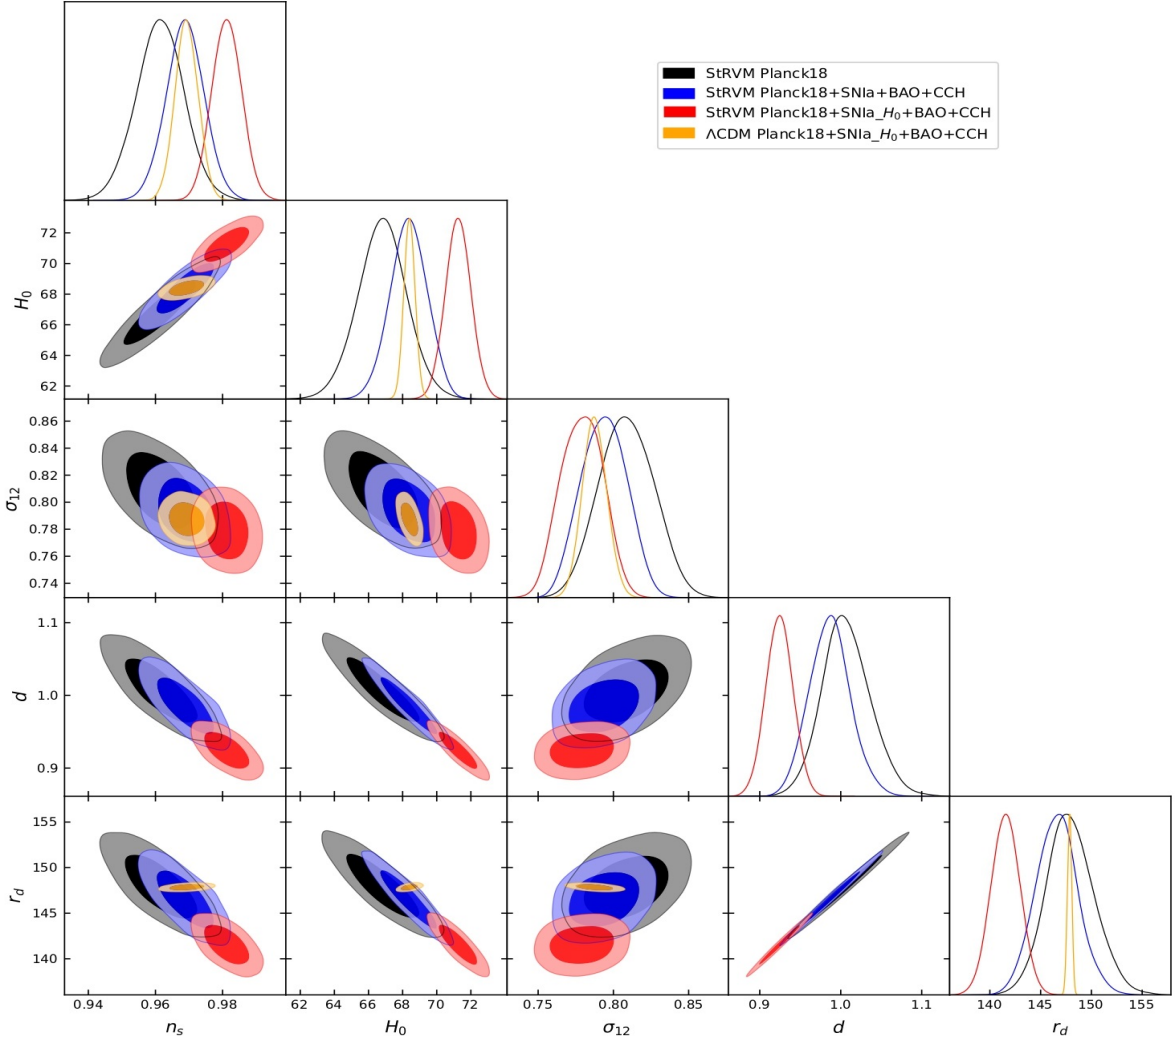 StRVM Planck18
StRVM Planck18+SNIa+BAO+CCH
StRVM Planck18+SNIa_H₀+BAO+CCH
ΛCDM Planck18+SNIa_H₀+BAO+CCH
72
70
68
66
64
62
H₀
0.86
0.84
0.82
0.80
0.78
0.76
0.74
σ₁₂
1.1
1.0
0.9
d
155
150
145
140
r_d
0.94 0.96 0.98
62 64 66 68 70 72
0.75 0.80 0.85
0.9 1.0 1.1
140 145 150 155
n_s H₀ σ₁₂ d r_d